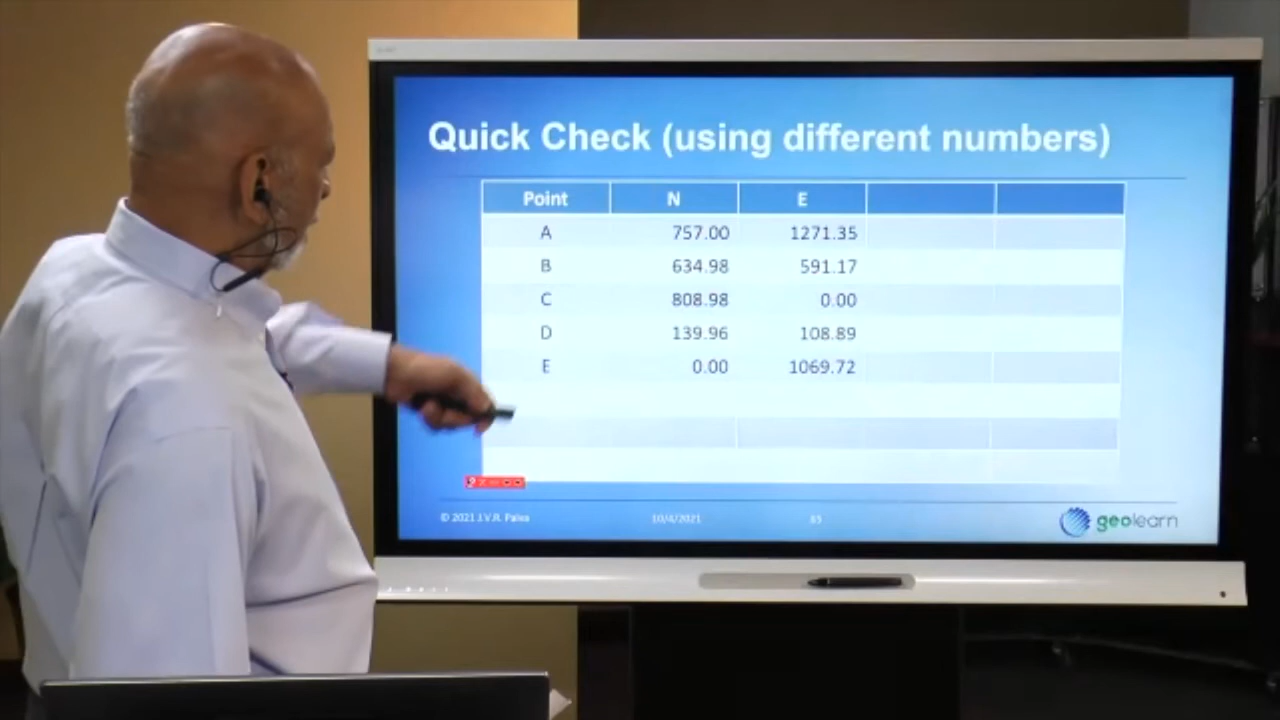 Quick Check (using different numbers)
Point N E
A 757.00 1271.35
B 634.98 591.17
C 808.98 0.00
D 139.96 108.89
E 0.00 1069.72
© 2021 J.V.R. Paiva 10/4/2021
geolearn